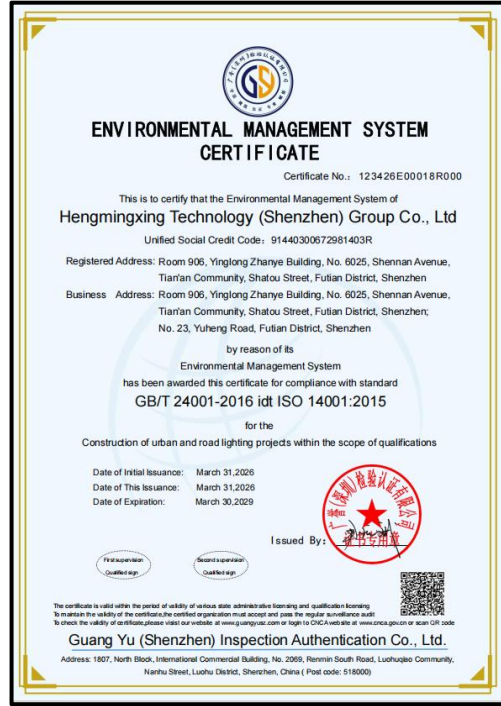 ENVIRONMENTAL MANAGEMENT SYSTEM
CERTIFICATE
Certificate No.: 123426E00018R000
This is to certify that the Environmental Management System of
Hengmingxing Technology (Shenzhen) Group Co., Ltd
Unified Social Credit Code: 91440300672981403R
Registered Address: Room 906, Yinglong Zhanye Building, No. 6025, Shennan Avenue,
Tian'an Community, Shatou Street, Futian District, Shenzhen
Business Address: Room 906, Yinglong Zhanye Building, No. 6025, Shennan Avenue,
Tian'an Community, Shatou Street, Futian District, Shenzhen;
No. 23, Yuheng Road, Futian District, Shenzhen
by reason of its
Environmental Management System
has been awarded this certificate for compliance with standard
GB/T 24001-2016 idt ISO 14001:2015
for the
Construction of urban and road lighting projects within the scope of qualifications
Date of Initial Issuance: March 31,2026
Date of This Issuance: March 31,2026
Date of Expiration: March 30,2029
Issued By:
证书专用章
First supervision
Qualified sign
Second supervision
Qualified sign
The certificate is valid within the period of validity of various state administrative licensing and qualification licensing
To maintain the validity of the certificate,the certified organization must accept and pass the regular surveillance audit
To check the validity of certificate,please visist our website at www.guangyusz.com or login to CNCA website at www.cnca.gov.cn or scan QR code
Guang Yu (Shenzhen) Inspection Authentication Co., Ltd.
Address: 1807, North Block, International Commercial Building, No. 2069, Renmin South Road, Luohuqiao Community,
Nanhu Street, Luohu District, Shenzhen, China ( Post code: 518000)